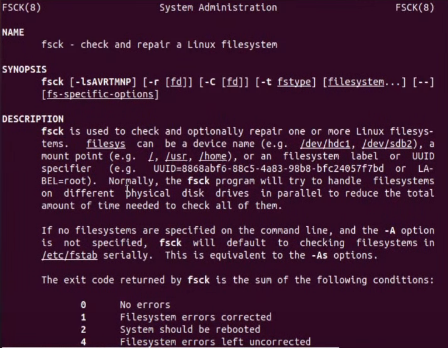 FSCK(8) System Administration FSCK(8)
NAME
fsck - check and repair a Linux filesystem
SYNOPSIS
fsck [-lsAVRTMNP] [-r [fd]] [-C [fd]] [-t fstype] [filesystem...] [--]
[fs-specific-options]
DESCRIPTION
fsck is used to check and optionally repair one or more Linux filesys-
tems. filesys can be a device name (e.g. /dev/hdc1, /dev/sdb2), a
mount point (e.g. /, /usr, /home), or an filesystem label or UUID
specifier (e.g. UUID=8868abf6-88c5-4a83-98b8-bfc24057f7bd or LA-
BEL=root). Normally, the fsck program will try to handle filesystems
on different physical disk drives in parallel to reduce the total
amount of time needed to check all of them.
If no filesystems are specified on the command line, and the -A option
is not specified, fsck will default to checking filesystems in
/etc/fstab serially. This is equivalent to the -As options.
The exit code returned by fsck is the sum of the following conditions:
0 No errors
1 Filesystem errors corrected
2 System should be rebooted
4 Filesystem errors left uncorrected